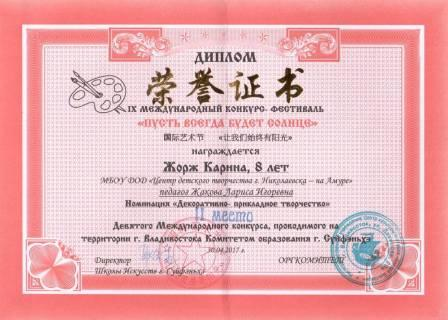 ДИПЛОМ
荣誉证书
IX МЕЖДУНАРОДНЫЙ КОНКУРС- ФЕСТИВАЛЬ
«ПУСТЬ ВСЕГДА БУДЕТ СОЛНЦЕ»
国际艺术节 «让我们始终有阳光»
НАГРАЖДАЕТСЯ
Жорж Карина, 8 лет
МБОУ ДОД «Центр детского творчества г. Николаевска – на Амуре»
педагог Жакова Лариса Игоревна
Номинация «Декоративно- прикладное творчество»
II место
Девятого Международного конкурса, проводимого на
территории г. Владивостока Комитетом образования г. Суйфэньхэ
30.04.2017 г.
Директор ОРГКОМИТЕТ
Школы Искусств г. Суйфэньхэ